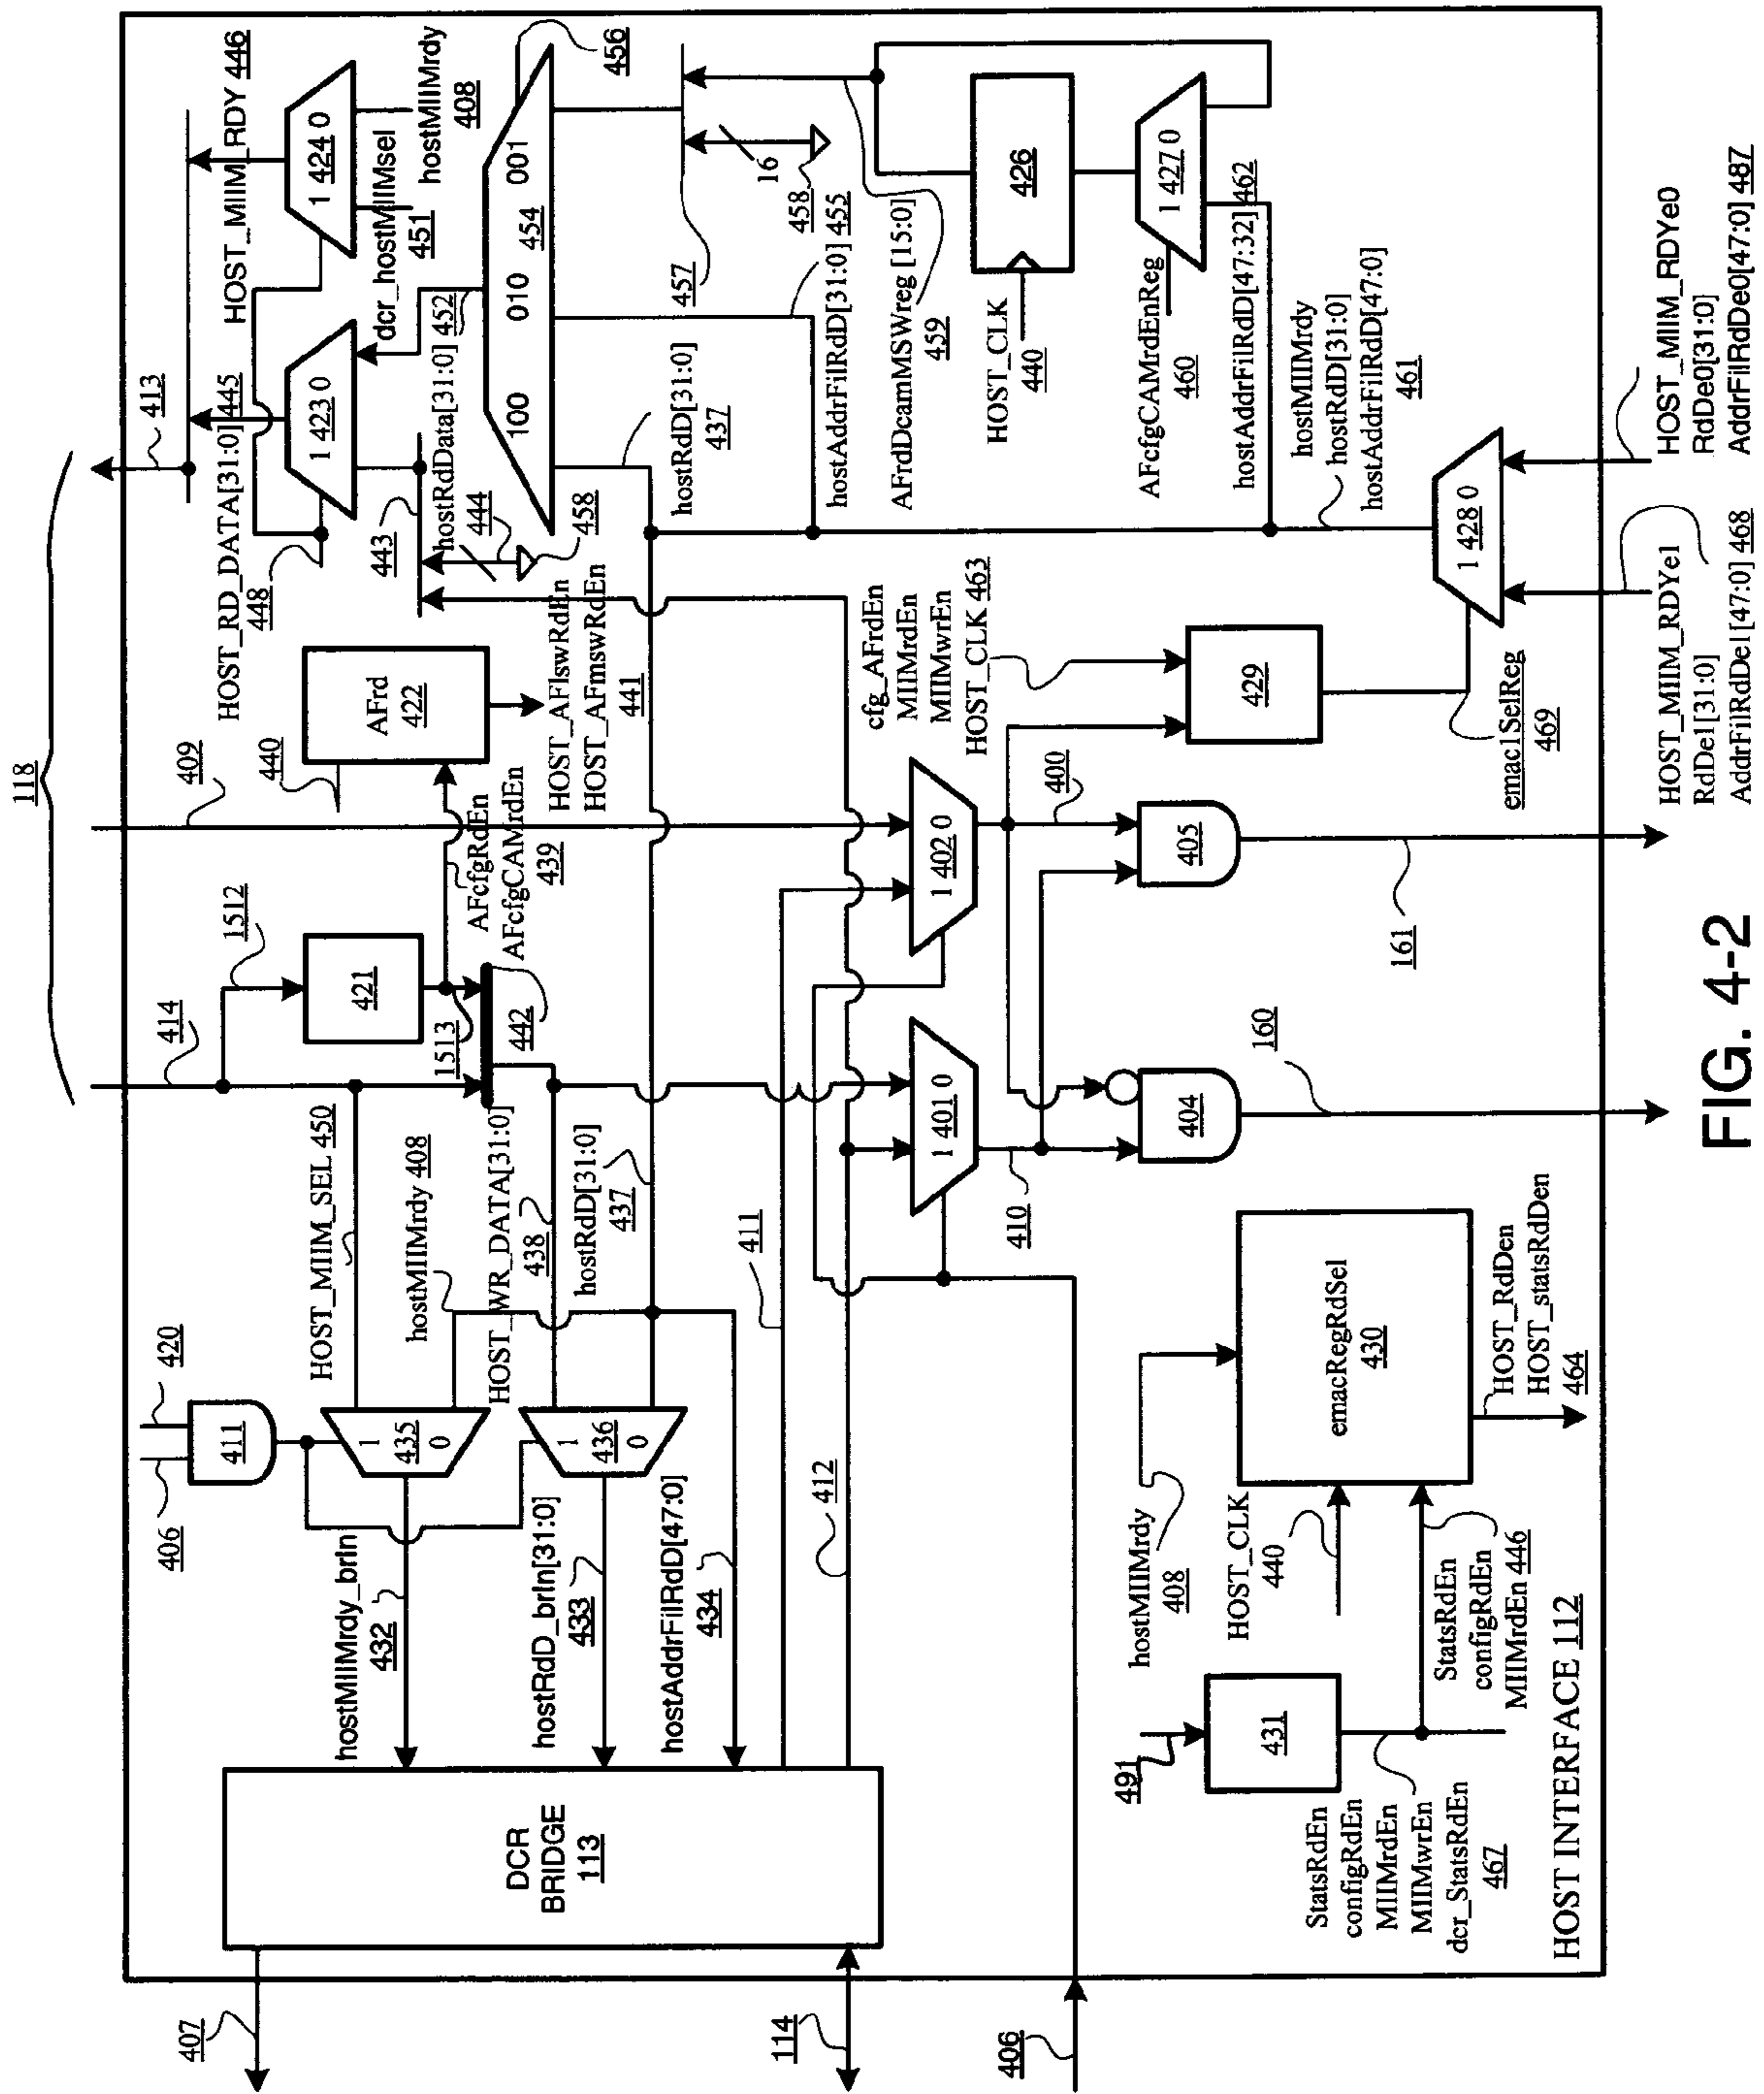 118
413
HOST_MIIM_RDY 446
1 424 0
hostMIIMrdy
408
dcr_hostMIIMsel
451
445
HOST_RD_DATA[31:0]
448
1 423 0
443
hostRdData[31:0] 452
444
458
456
100 010 454 001
hostRdD[31:0]
437
457
16
458
hostAddrFilRdD[31:0] 455
AFrdDcamMSWreg [15:0]
459
426
HOST_CLK
440
1 427 0
AFcfgCAMrdEnReg
460
hostAddrFilRdD[47:32] 462
hostMIIMrdy
hostRdD[31:0]
hostAddrFilRdD[47:0]
461
1 428 0
HOST_MIIM_RDYe0
RdDe0[31:0]
AddrFilRdDe0[47:0] 487
HOST_MIIM_RDYe1
RdDe1[31:0]
AddrFilRdDe1[47:0] 468
emac1SelReg
469
429
cfg_AFrdEn
MIIMrdEn
MIIMwrEn
HOST_CLK 463
409
440
AFrd
422
HOST_AFlswRdEn
HOST_AFmswRdEn
441
AFcfgRdEn
AFcfgCAMrdEn
439
1512
414
421
1513
442
1 402 0
400
405
161
1 401 0
410
404
160
HOST_MIIM_SEL 450
hostMIIMrdy 408
HOST_WR_DATA[31:0]
438
hostRdD[31:0]
437
411
412
420
406
411
1
435
0
1
436
0
hostMIIMrdy_brIn
432
hostRdD_brIn[31:0]
433
hostAddrFilRdD[47:0]
434
DCR
BRIDGE
113
407
114
406
hostMIIMrdy
408
HOST_CLK
440
emacRegRdSel
430
HOST_RdDen
HOST_statsRdDen
464
StatsRdEn
configRdEn
MIIMrdEn 446
491
431
StatsRdEn
configRdEn
MIIMrdEn
MIIMwrEn
dcr_StatsRdEn
467
HOST INTERFACE 112
FIG. 4-2